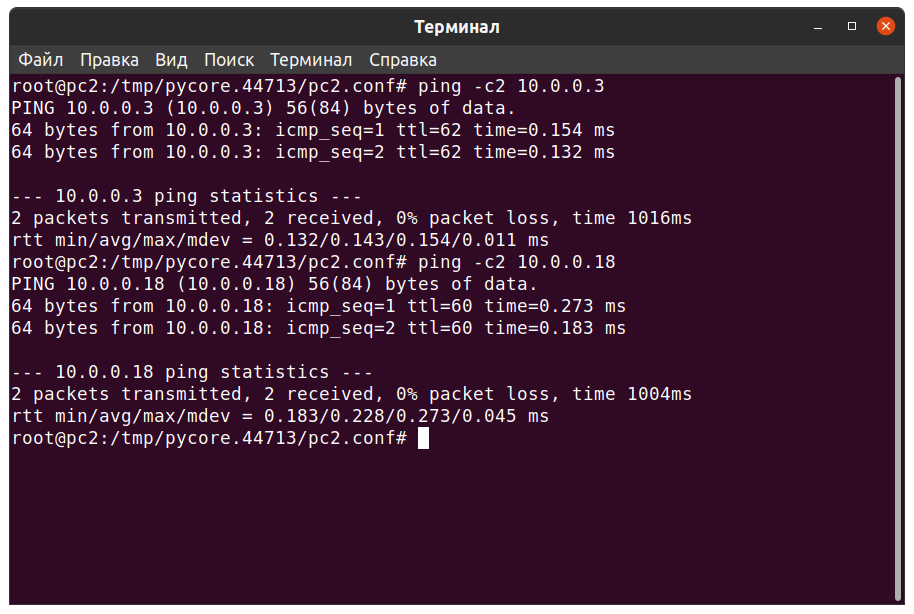 Терминал
Файл Правка Вид Поиск Терминал Справка
root@pc2:/tmp/pycore.44713/pc2.conf# ping -c2 10.0.0.3
PING 10.0.0.3 (10.0.0.3) 56(84) bytes of data.
64 bytes from 10.0.0.3: icmp_seq=1 ttl=62 time=0.154 ms
64 bytes from 10.0.0.3: icmp_seq=2 ttl=62 time=0.132 ms
--- 10.0.0.3 ping statistics ---
2 packets transmitted, 2 received, 0% packet loss, time 1016ms
rtt min/avg/max/mdev = 0.132/0.143/0.154/0.011 ms
root@pc2:/tmp/pycore.44713/pc2.conf# ping -c2 10.0.0.18
PING 10.0.0.18 (10.0.0.18) 56(84) bytes of data.
64 bytes from 10.0.0.18: icmp_seq=1 ttl=60 time=0.273 ms
64 bytes from 10.0.0.18: icmp_seq=2 ttl=60 time=0.183 ms
--- 10.0.0.18 ping statistics ---
2 packets transmitted, 2 received, 0% packet loss, time 1004ms
rtt min/avg/max/mdev = 0.183/0.228/0.273/0.045 ms
root@pc2:/tmp/pycore.44713/pc2.conf#